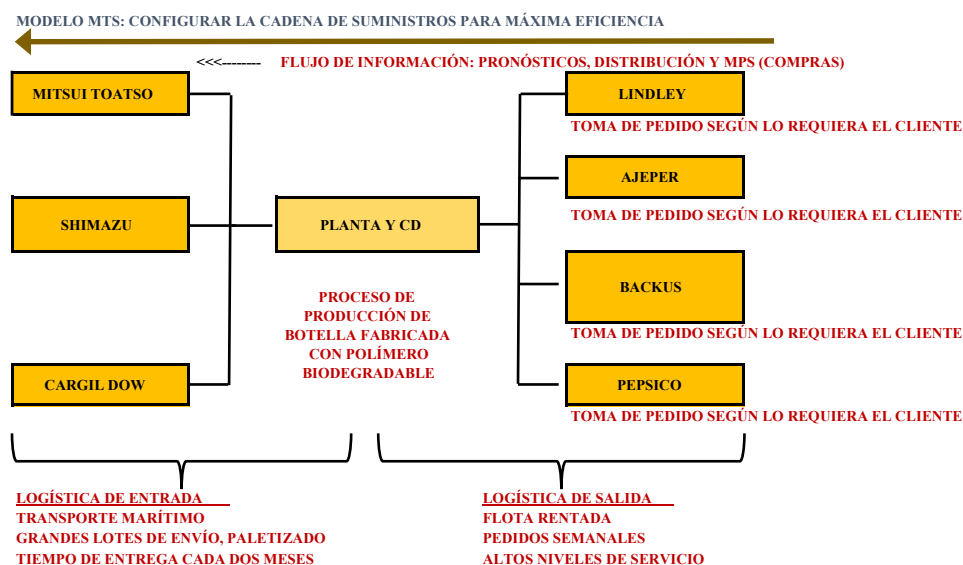 MODELO MTS: CONFIGURAR LA CADENA DE SUMINISTROS PARA MÁXIMA EFICIENCIA
<<<-------- FLUJO DE INFORMACIÓN: PRONÓSTICOS, DISTRIBUCIÓN Y MPS (COMPRAS)
MITSUI TOATSO
LINDLEY
TOMA DE PEDIDO SEGÚN LO REQUIERA EL CLIENTE
AJEPER
TOMA DE PEDIDO SEGÚN LO REQUIERA EL CLIENTE
SHIMAZU
PLANTA Y CD
BACKUS
TOMA DE PEDIDO SEGÚN LO REQUIERA EL CLIENTE
PROCESO DE
PRODUCCIÓN DE
BOTELLA FABRICADA
CON POLÍMERO
BIODEGRADABLE
CARGIL DOW
PEPSICO
TOMA DE PEDIDO SEGÚN LO REQUIERA EL CLIENTE
LOGÍSTICA DE ENTRADA
TRANSPORTE MARÍTIMO
GRANDES LOTES DE ENVÍO, PALETIZADO
TIEMPO DE ENTREGA CADA DOS MESES
LOGÍSTICA DE SALIDA
FLOTA RENTADA
PEDIDOS SEMANALES
ALTOS NIVELES DE SERVICIO